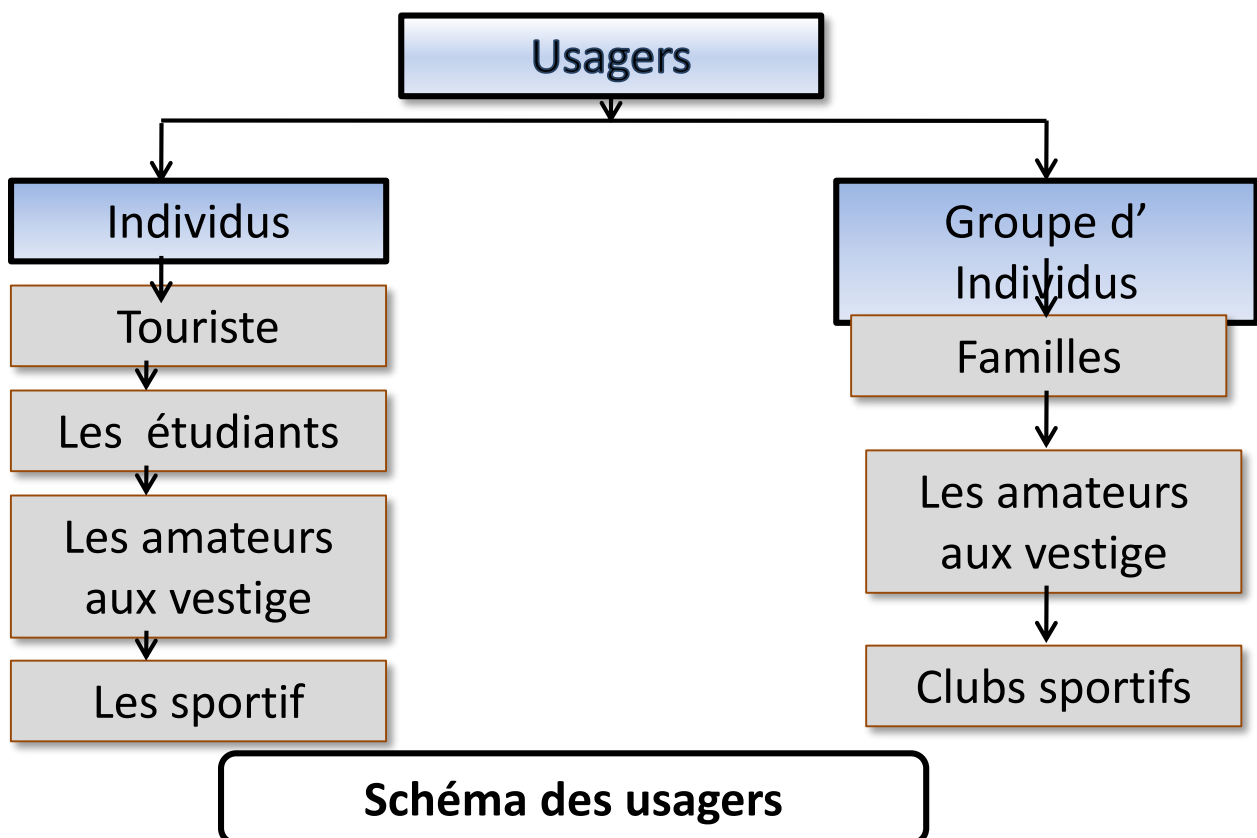 Usagers
Individus
Touriste
Les étudiants
Les amateurs
aux vestige
Les sportif
Groupe d’
Individus
Familles
Les amateurs
aux vestige
Clubs sportifs
Schéma des usagers